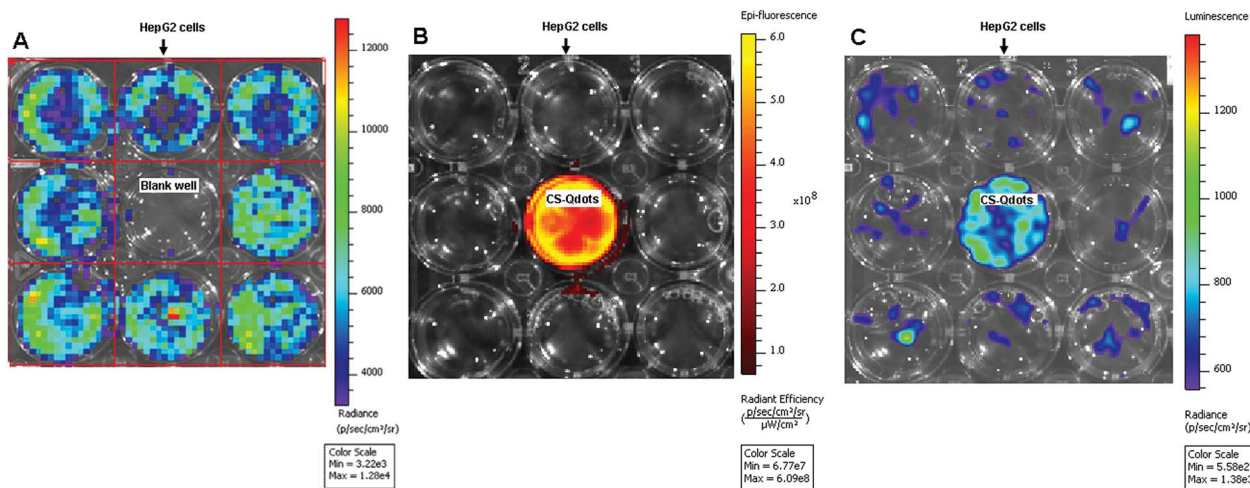 A
HepG2 cells
Blank well
12000
10000
8000
6000
4000
Radiance
(p/sec/cm²/sr)
Color Scale
Min = 3.22e3
Max = 1.28e4
B
HepG2 cells
CS-Qdots
Epi-fluorescence
6.0
5.0
4.0
x10⁸
3.0
2.0
1.0
Radiant Efficiency
(p/sec/cm²/sr
µW/cm²)
Color Scale
Min = 6.77e7
Max = 6.09e8
C
HepG2 cells
CS-Qdots
Luminescence
1200
1000
800
600
Radiance
(p/sec/cm²/sr)
Color Scale
Min = 5.58e2
Max = 1.38e3